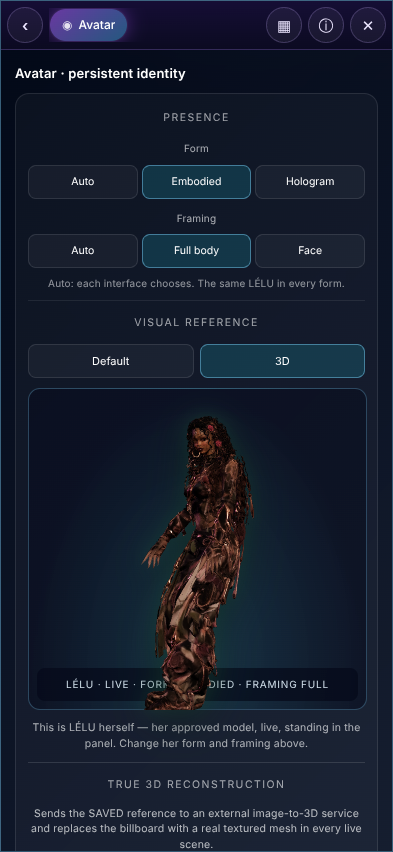 Avatar
Avatar · persistent identity
PRESENCE
Form
Auto
Embodied
Hologram
Framing
Auto
Full body
Face
Auto: each interface chooses. The same LÉLU in every form.
VISUAL REFERENCE
Default
3D
LÉLU · LIVE · FORM DIED · FRAMING FULL
This is LÉLU herself — her approved model, live, standing in the
panel. Change her form and framing above.
TRUE 3D RECONSTRUCTION
Sends the SAVED reference to an external image-to-3D service
and replaces the billboard with a real textured mesh in every live
scene.